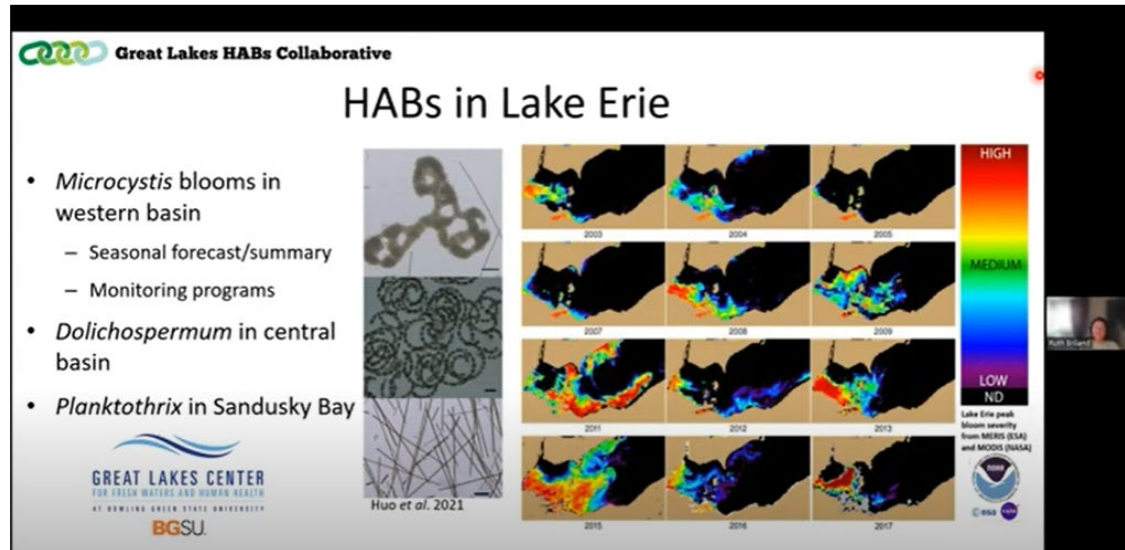 Great Lakes HABs Collaborative
HABs in Lake Erie
• Microcystis blooms in
western basin
– Seasonal forecast/summary
– Monitoring programs
• Dolichospermum in central
basin
• Planktothrix in Sandusky Bay
GREAT LAKES CENTER
FOR FRESH WATERS AND HUMAN HEALTH
AT BOWLING GREEN STATE UNIVERSITY
BGSU.
Huo et al. 2021
2003 2004 2005
2007 2008 2009
2011 2012 2013
2015 2016 2017
HIGH
MEDIUM
LOW
ND
Lake Erie peak
bloom severity
from MERIS (ESA)
and MODIS (NASA)
NOAA
esa
Ruth Briland